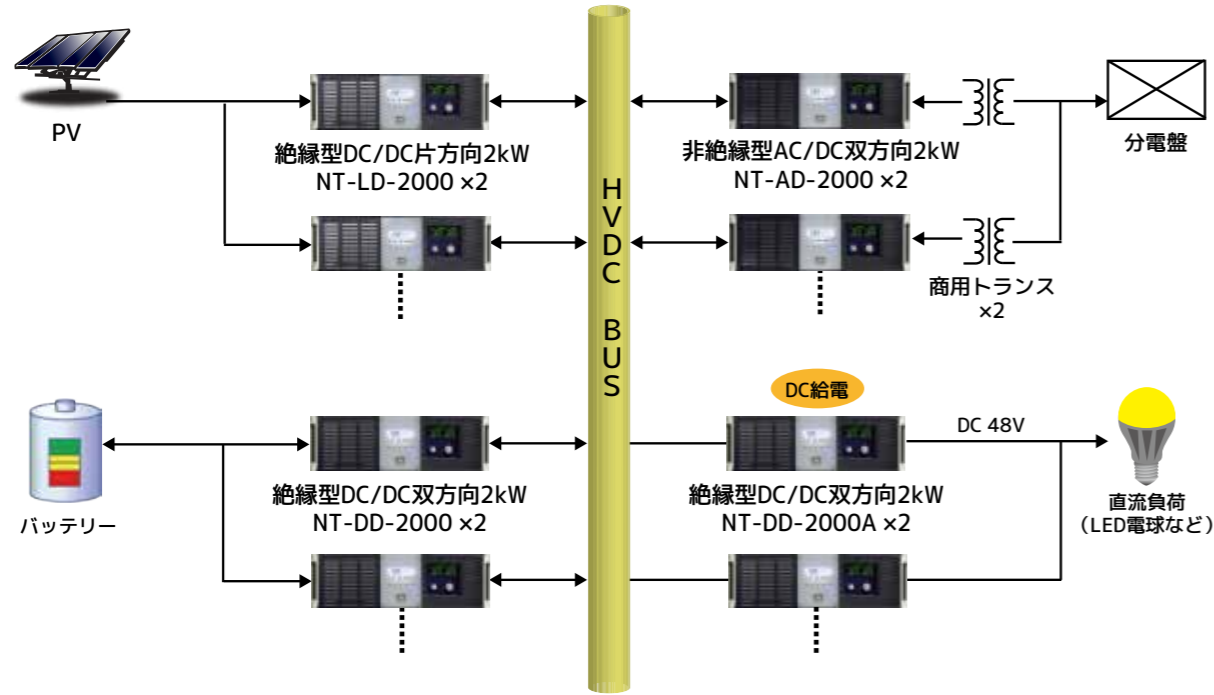 PV
絶縁型DC/DC片方向2kW
NT-LD-2000 ×2
非絶縁型AC/DC双方向2kW
NT-AD-2000 ×2
分電盤
商用トランス
×2
HVDC BUS
DC給電
DC 48V
バッテリー
絶縁型DC/DC双方向2kW
NT-DD-2000 ×2
絶縁型DC/DC双方向2kW
NT-DD-2000A ×2
直流負荷
（LED電球など）